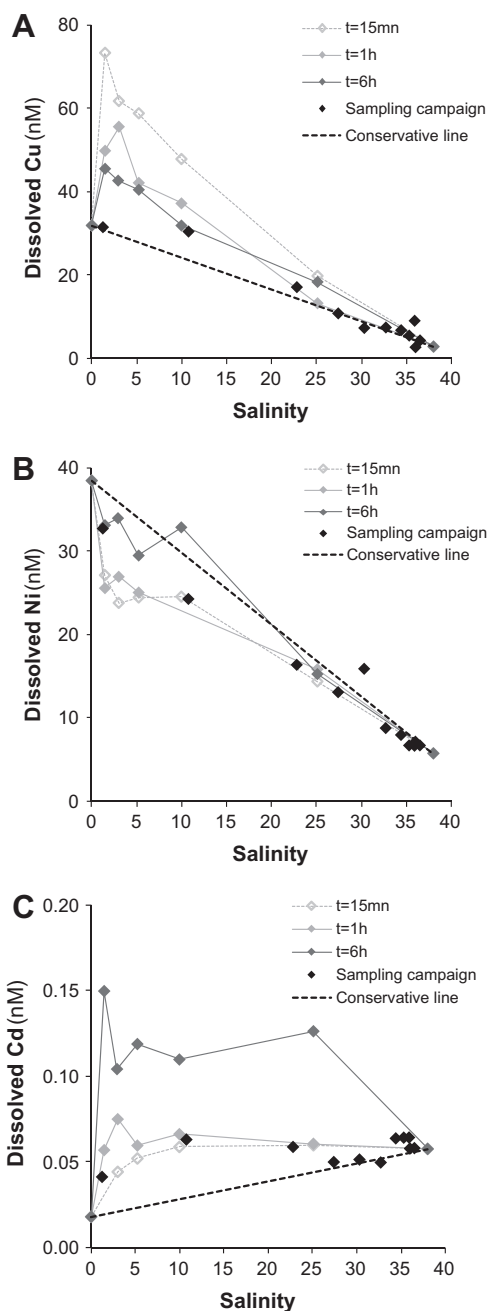 A
80
60
40
20
0
Dissolved Cu (nM)
t=15mn
t=1h
t=6h
Sampling campaign
Conservative line
0 5 10 15 20 25 30 35 40
Salinity
B
40
30
20
10
0
Dissolved Ni (nM)
t=15mn
t=1h
t=6h
Sampling campaign
Conservative line
0 5 10 15 20 25 30 35 40
Salinity
C
0.20
0.15
0.10
0.05
0.00
Dissolved Cd (nM)
t=15mn
t=1h
t=6h
Sampling campaign
Conservative line
0 5 10 15 20 25 30 35 40
Salinity